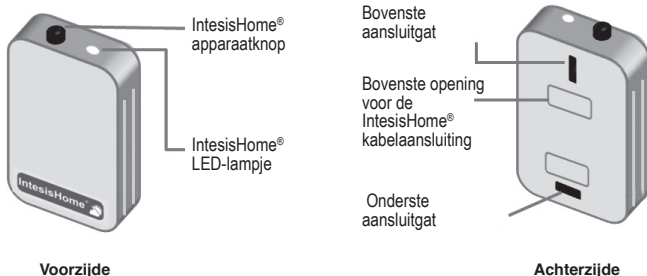 IntesisHome®
apparaatknop
IntesisHome®
LED-lampje
IntesisHome®
Voorzijde
Bovenste
aansluitgat
Bovenste opening
voor de
IntesisHome®
kabelaansluiting
Onderste
aansluitgat
Achterzijde